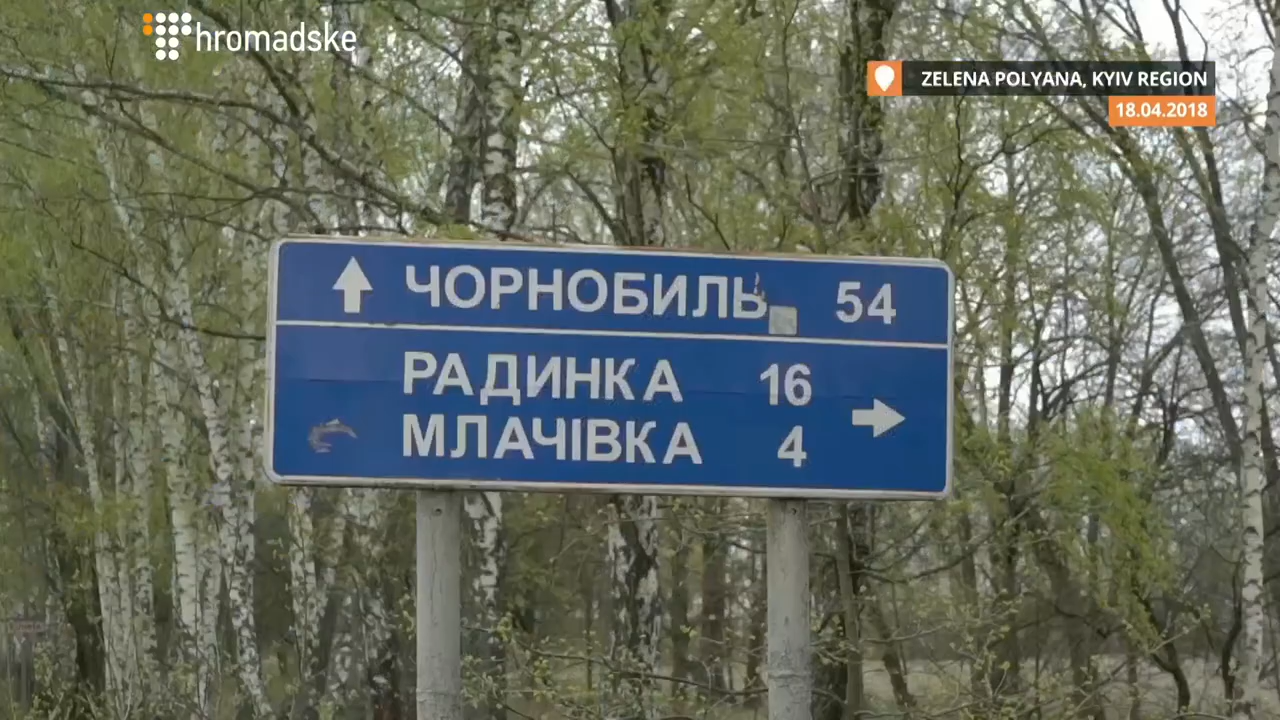 hromadske
ZELENA POLYANA, KYIV REGION
18.04.2018
ЧОРНОБИЛЬ 54
РАДИНКА 16
МЛАЧІВКА 4